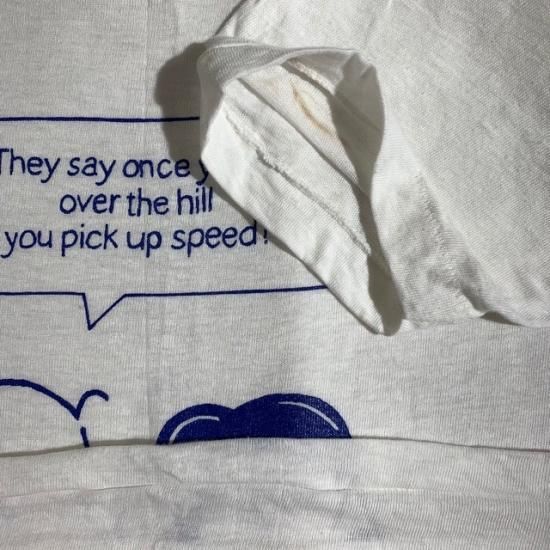 They say once
over the hill
you pick up speed!